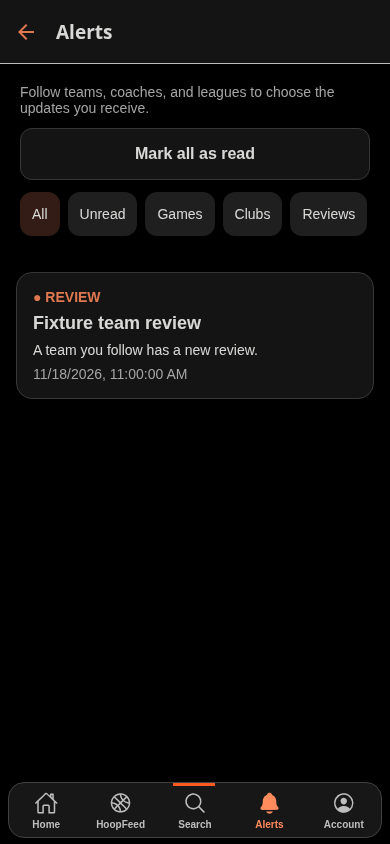 Alerts
Follow teams, coaches, and leagues to choose the
updates you receive.
Mark all as read
All Unread Games Clubs Reviews
● REVIEW
Fixture team review
A team you follow has a new review.
11/18/2026, 11:00:00 AM
Home HoopFeed Search Alerts Account